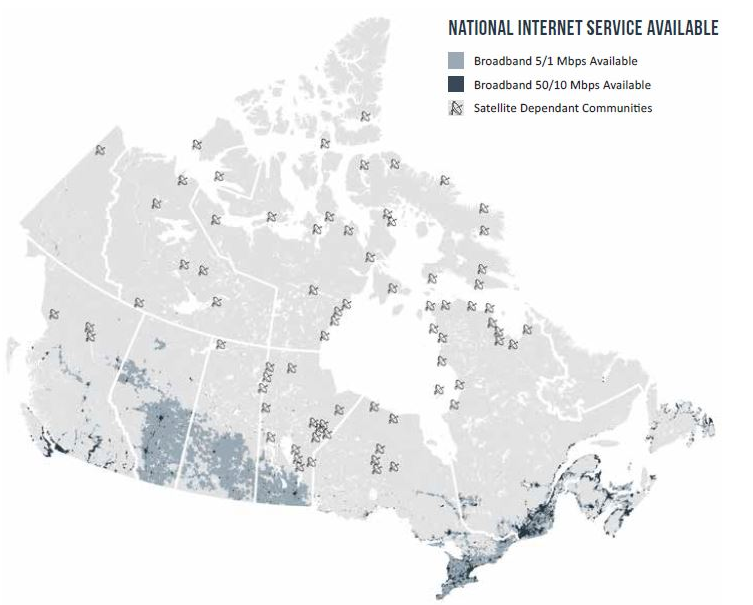 NATIONAL INTERNET SERVICE AVAILABLE
Broadband 5/1 Mbps Available
Broadband 50/10 Mbps Available
Satellite Dependant Communities